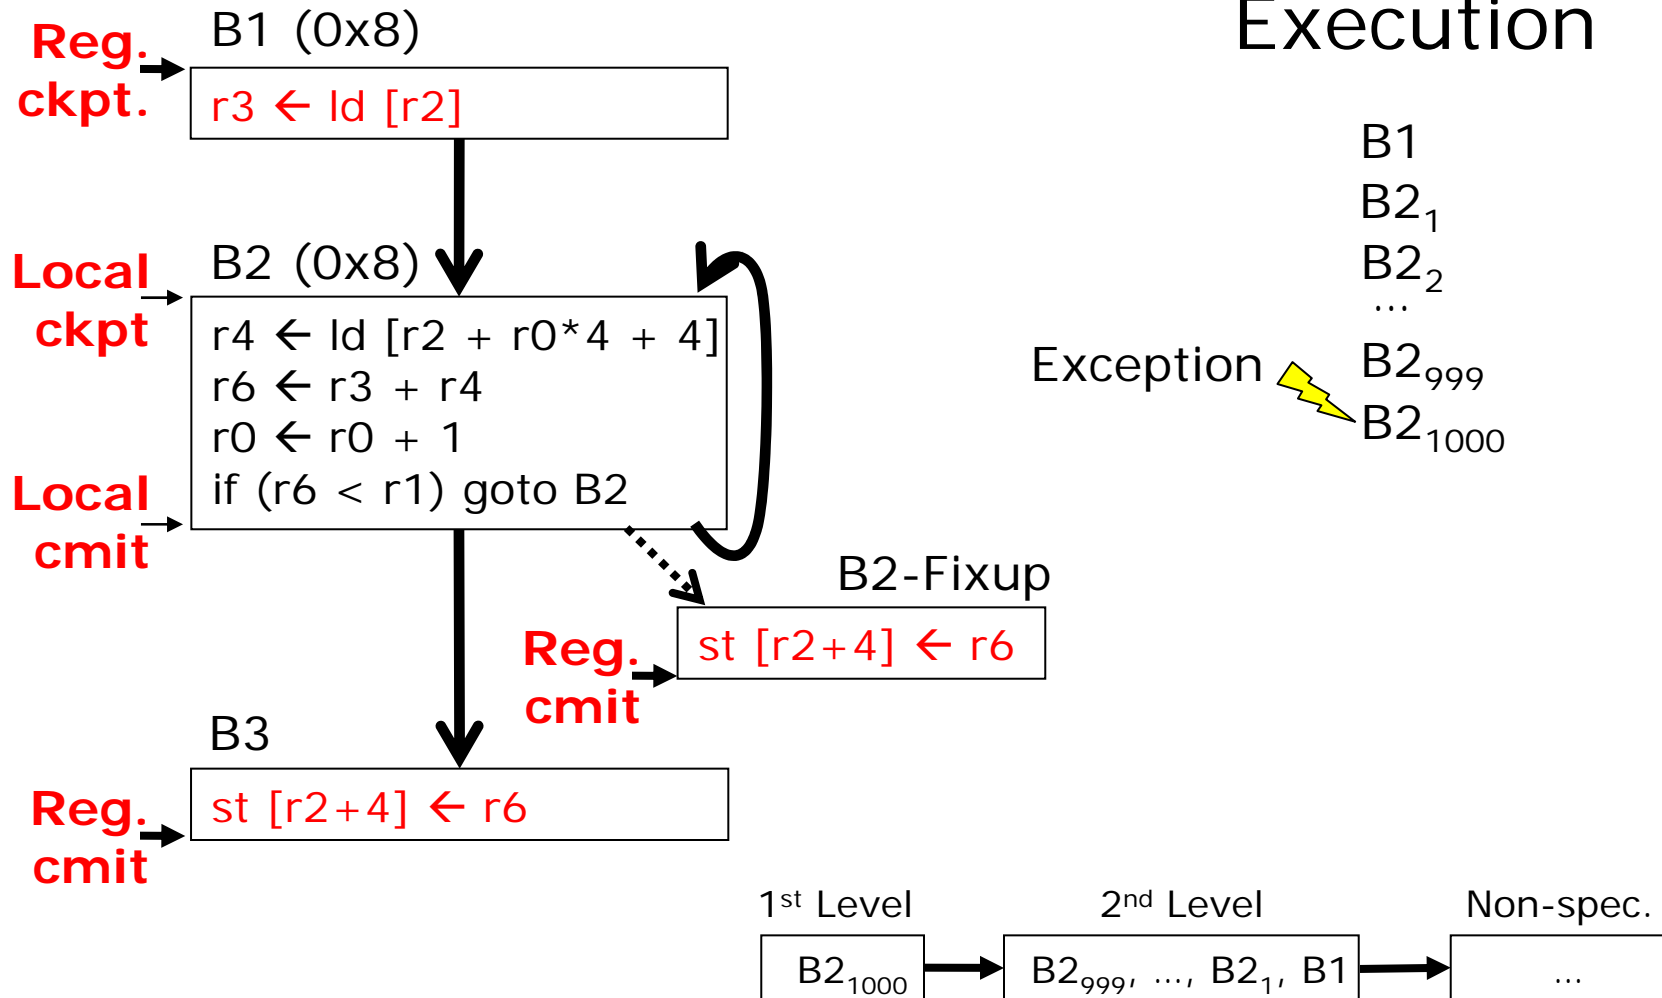 Execution
B1 (0x8)
Reg.
ckpt.
r3 ← ld [r2]
B2 (0x8)
Local
ckpt
r4 ← ld [r2 + r0*4 + 4]
r6 ← r3 + r4
r0 ← r0 + 1
if (r6 < r1) goto B2
Local
cmit
B2-Fixup
st [r2+4] ← r6
Reg.
cmit
B3
st [r2+4] ← r6
Reg.
cmit
B1
B2₁
B2₂
...
B2₉₉₉
Exception
B2₁₀₀₀
1st Level
2nd Level
Non-spec.
B2₁₀₀₀
B2₉₉₉, ..., B2₁, B1
...